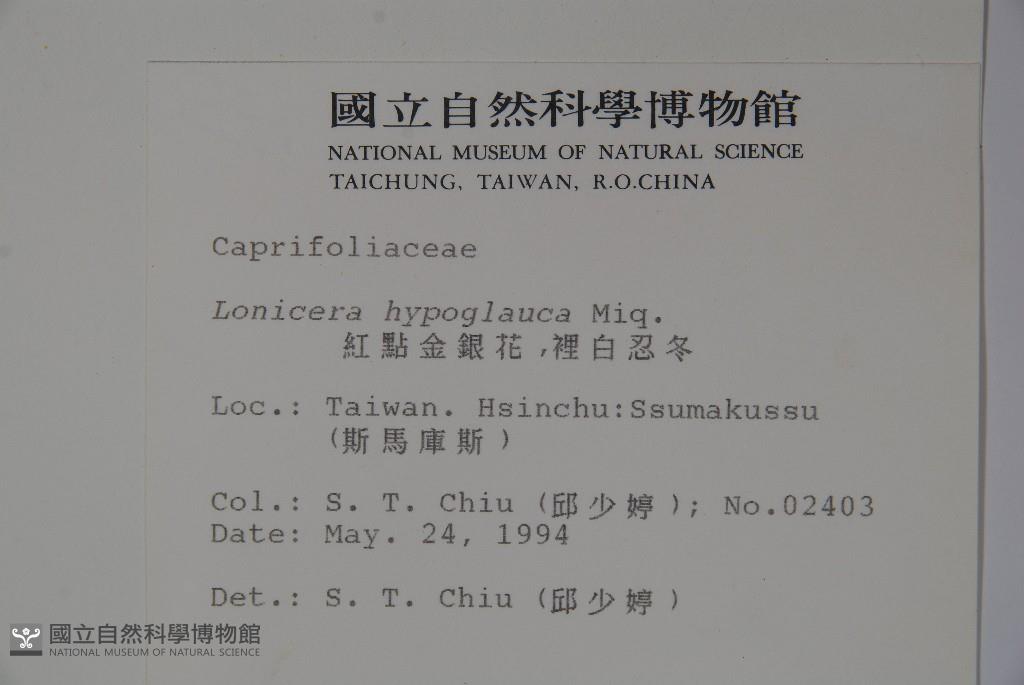 國立自然科學博物館
NATIONAL MUSEUM OF NATURAL SCIENCE
TAICHUNG, TAIWAN, R.O.CHINA
Caprifoliaceae
Lonicera hypoglauca Miq.
紅點金銀花,裡白忍冬
Loc.: Taiwan. Hsinchu:Ssumakussu
(斯馬庫斯)
Col.: S. T. Chiu (邱少婷); No.02403
Date: May. 24, 1994
Det.: S. T. Chiu (邱少婷)
國立自然科學博物館
NATIONAL MUSEUM OF NATURAL SCIENCE